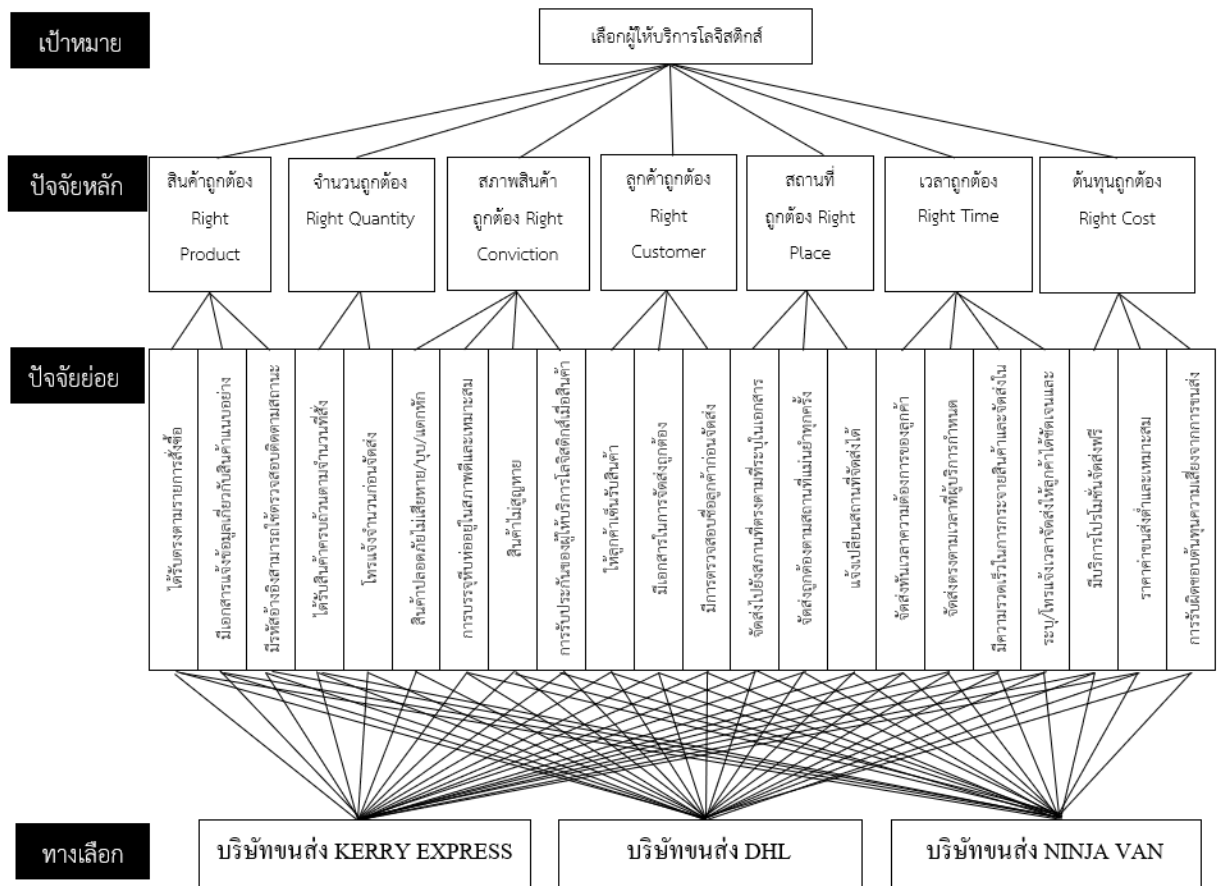 เป้าหมาย
เลือกผู้ให้บริการโลจิสติกส์
ปัจจัยหลัก
สินค้าถูกต้อง
Right
Product
จำนวนถูกต้อง
Right Quantity
สภาพสินค้า
ถูกต้อง Right
Conviction
ลูกค้าถูกต้อง
Right
Customer
สถานที่
ถูกต้อง Right
Place
เวลาถูกต้อง
Right Time
ต้นทุนถูกต้อง
Right Cost
ปัจจัยย่อย
ได้รับตรงตามรายการสั่งซื้อ
มีเอกสารแจ้งข้อมูลเกี่ยวกับสินค้าแนบอย่าง
มีรหัสอ้างอิงสามารถใช้ตรวจสอบติดตามสถานะ
ได้รับสินค้าครบถ้วนตามจำนวนที่สั่ง
โทรแจ้งจำนวนก่อนจัดส่ง
สินค้าปลอดภัยไม่เสียหาย/บุบ/แตกหัก
การบรรจุหีบห่ออยู่ในสภาพดีและเหมาะสม
สินค้าไม่สูญหาย
การรับประกันของผู้ให้บริการโลจิสติกส์เมื่อสินค้า
ให้ลูกค้าเซ็นรับสินค้า
มีเอกสารในการจัดส่งถูกต้อง
มีการตรวจสอบชื่อลูกค้าก่อนจัดส่ง
จัดส่งไปยังสถานที่ตรงตามที่ระบุในเอกสาร
จัดส่งถูกต้องตามสถานที่แม่นยำทุกครั้ง
แจ้งเปลี่ยนสถานที่จัดส่งได้
จัดส่งทันเวลาความต้องการของลูกค้า
จัดส่งตรงตามเวลาที่ผู้บริการกำหนด
มีความรวดเร็วในการกระจายสินค้าและจัดส่งใน
ระบุ/โทรแจ้งเวลาจัดส่งให้ลูกค้าได้ชัดเจนและ
มีบริการโปรโมชั่นจัดส่งฟรี
ราคาค่าขนส่งต่ำและเหมาะสม
การรับผิดชอบต้นทุนความเสี่ยงจากการขนส่ง
ทางเลือก
บริษัทขนส่ง KERRY EXPRESS
บริษัทขนส่ง DHL
บริษัทขนส่ง NINJA VAN